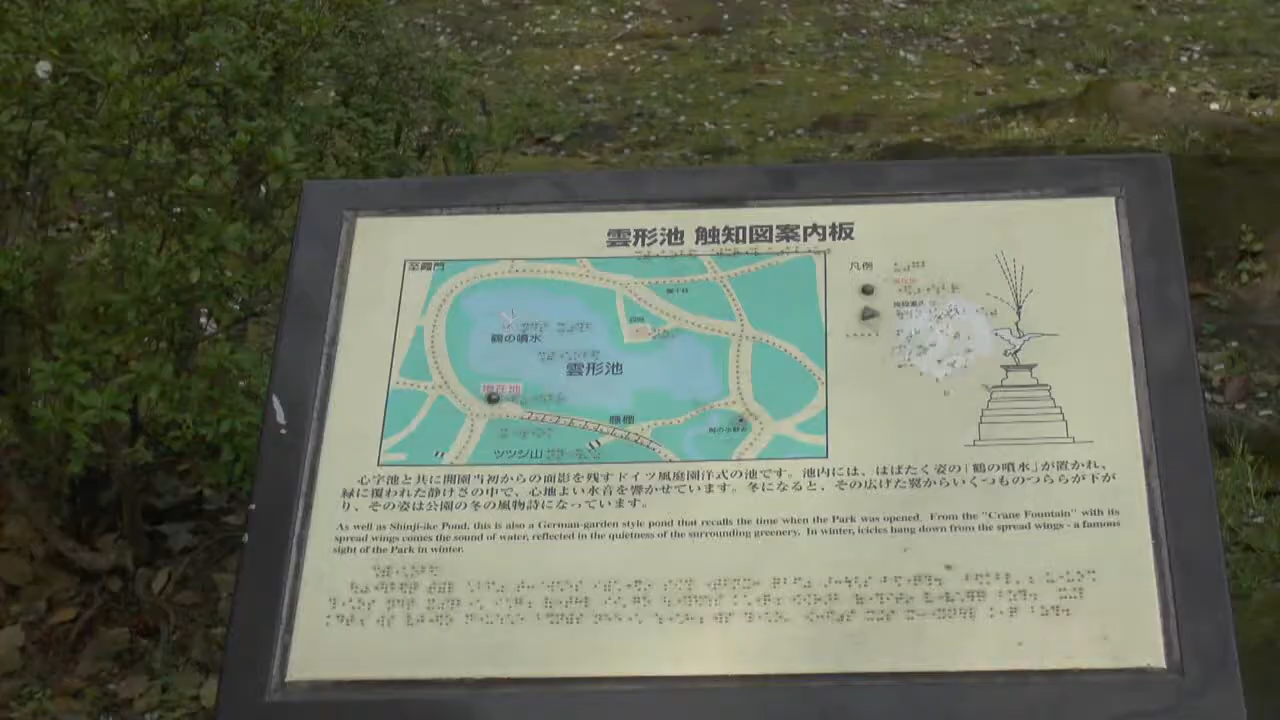 雲形池 触知図案内板
至霞門
凡例
鶴の噴水
雲形池
現在地
藤棚
ツツジ山
心字池と共に開園当初からの面影を残すドイツ風庭園洋式の池です。池内には、はばたく姿の「鶴の噴水」が置かれ、
緑に覆われた静けさの中で、心地よい水音を響かせています。冬になると、その広げた翼からいくつものつららが下が
り、その姿は公園の冬の風物詩になっています。
As well as Shinji-ike Pond, this is also a German-garden style pond that recalls the time when the Park was opened. From the "Crane Fountain" with its
spread wings comes the sound of water, reflected in the quietness of the surrounding greenery. In winter, icicles hang down from the spread wings - a famous
sight of the Park in winter.